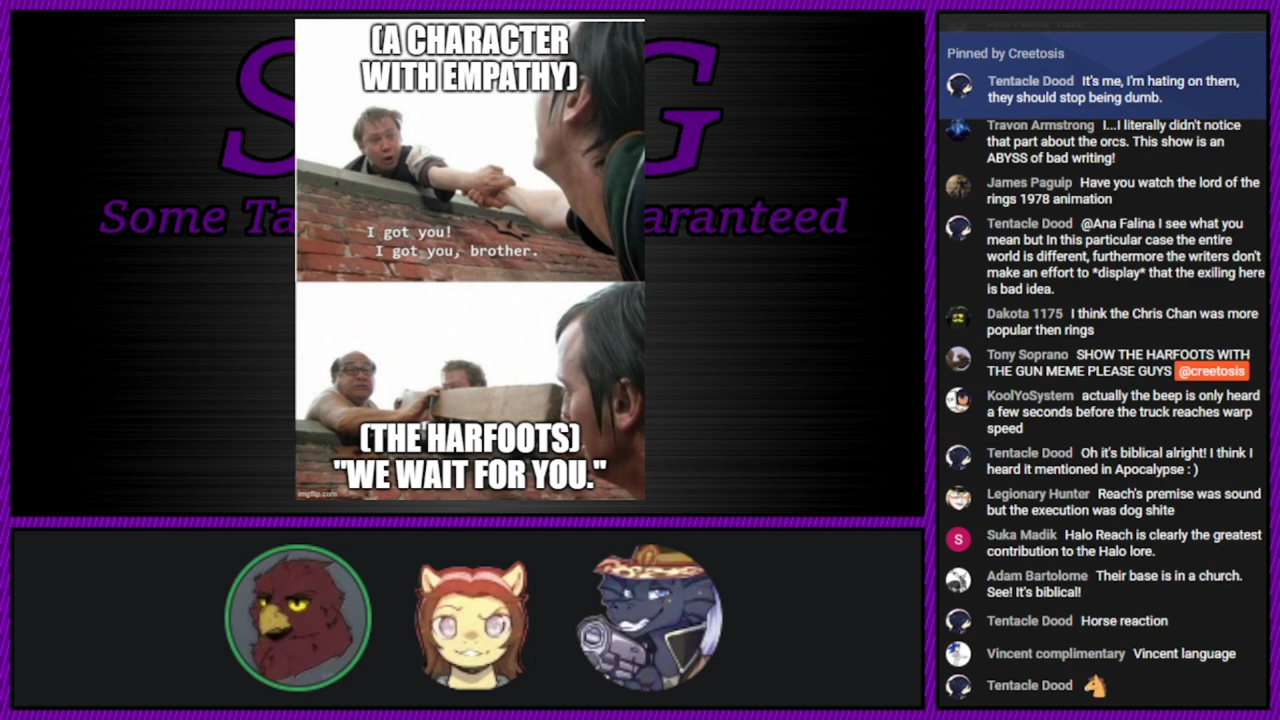 (A CHARACTER
WITH EMPATHY)
S
G
Some Ta
aranteed
I got you!
I got you, brother.
(THE HARFOOTS)
"WE WAIT FOR YOU."
imgflip.com
Pinned by Creetosis
Tentacle Dood It's me, I'm hating on them,
they should stop being dumb.
Travon Armstrong I...I literally didn't notice
that part about the orcs. This show is an
ABYSS of bad writing!
James Paguip Have you watch the lord of the
rings 1978 animation
Tentacle Dood @Ana Falina I see what you
mean but in this particular case the entire
world is different, furthermore the writers don't
make an effort to *display* that the exiling here
is bad idea.
Dakota 1175 I think the Chris Chan was more
popular then rings
Tony Soprano SHOW THE HARFOOTS WITH
THE GUN MEME PLEASE GUYS @creetosis
KoolYoSystem actually the beep is only heard
a few seconds before the truck reaches warp
speed
Tentacle Dood Oh it's biblical alright! I think I
heard it mentioned in Apocalypse : )
Legionary Hunter Reach's premise was sound
but the execution was dog shite
S
Suka Madik Halo Reach is clearly the greatest
contribution to the Halo lore.
Adam Bartolome Their base is in a church.
See! It's biblical!
Tentacle Dood Horse reaction
Vincent complimentary Vincent language
Tentacle Dood